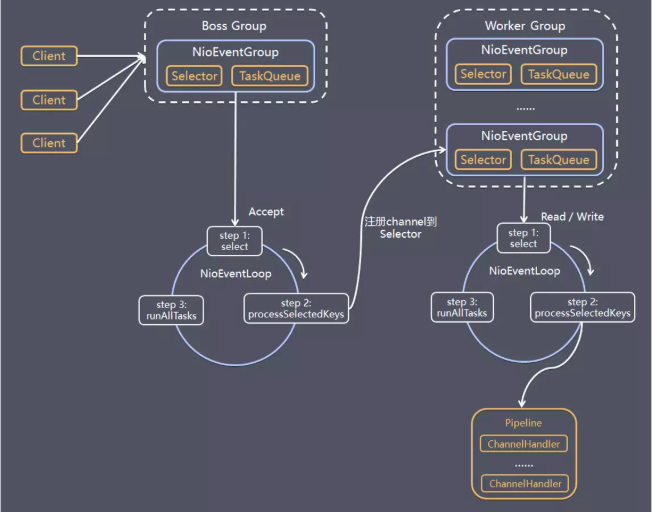 Boss Group
NioEventGroup
Selector
TaskQueue
Client
Client
Client
Accept
step 1:
select
NioEventLoop
step 2:
processSelectedKeys
step 3:
runAllTasks
注册channel到
Selector
Worker Group
NioEventGroup
Selector
TaskQueue
......
NioEventGroup
Selector
TaskQueue
Read / Write
step 1:
select
NioEventLoop
step 2:
processSelectedKeys
step 3:
runAllTasks
Pipeline
ChannelHandler
......
ChannelHandler